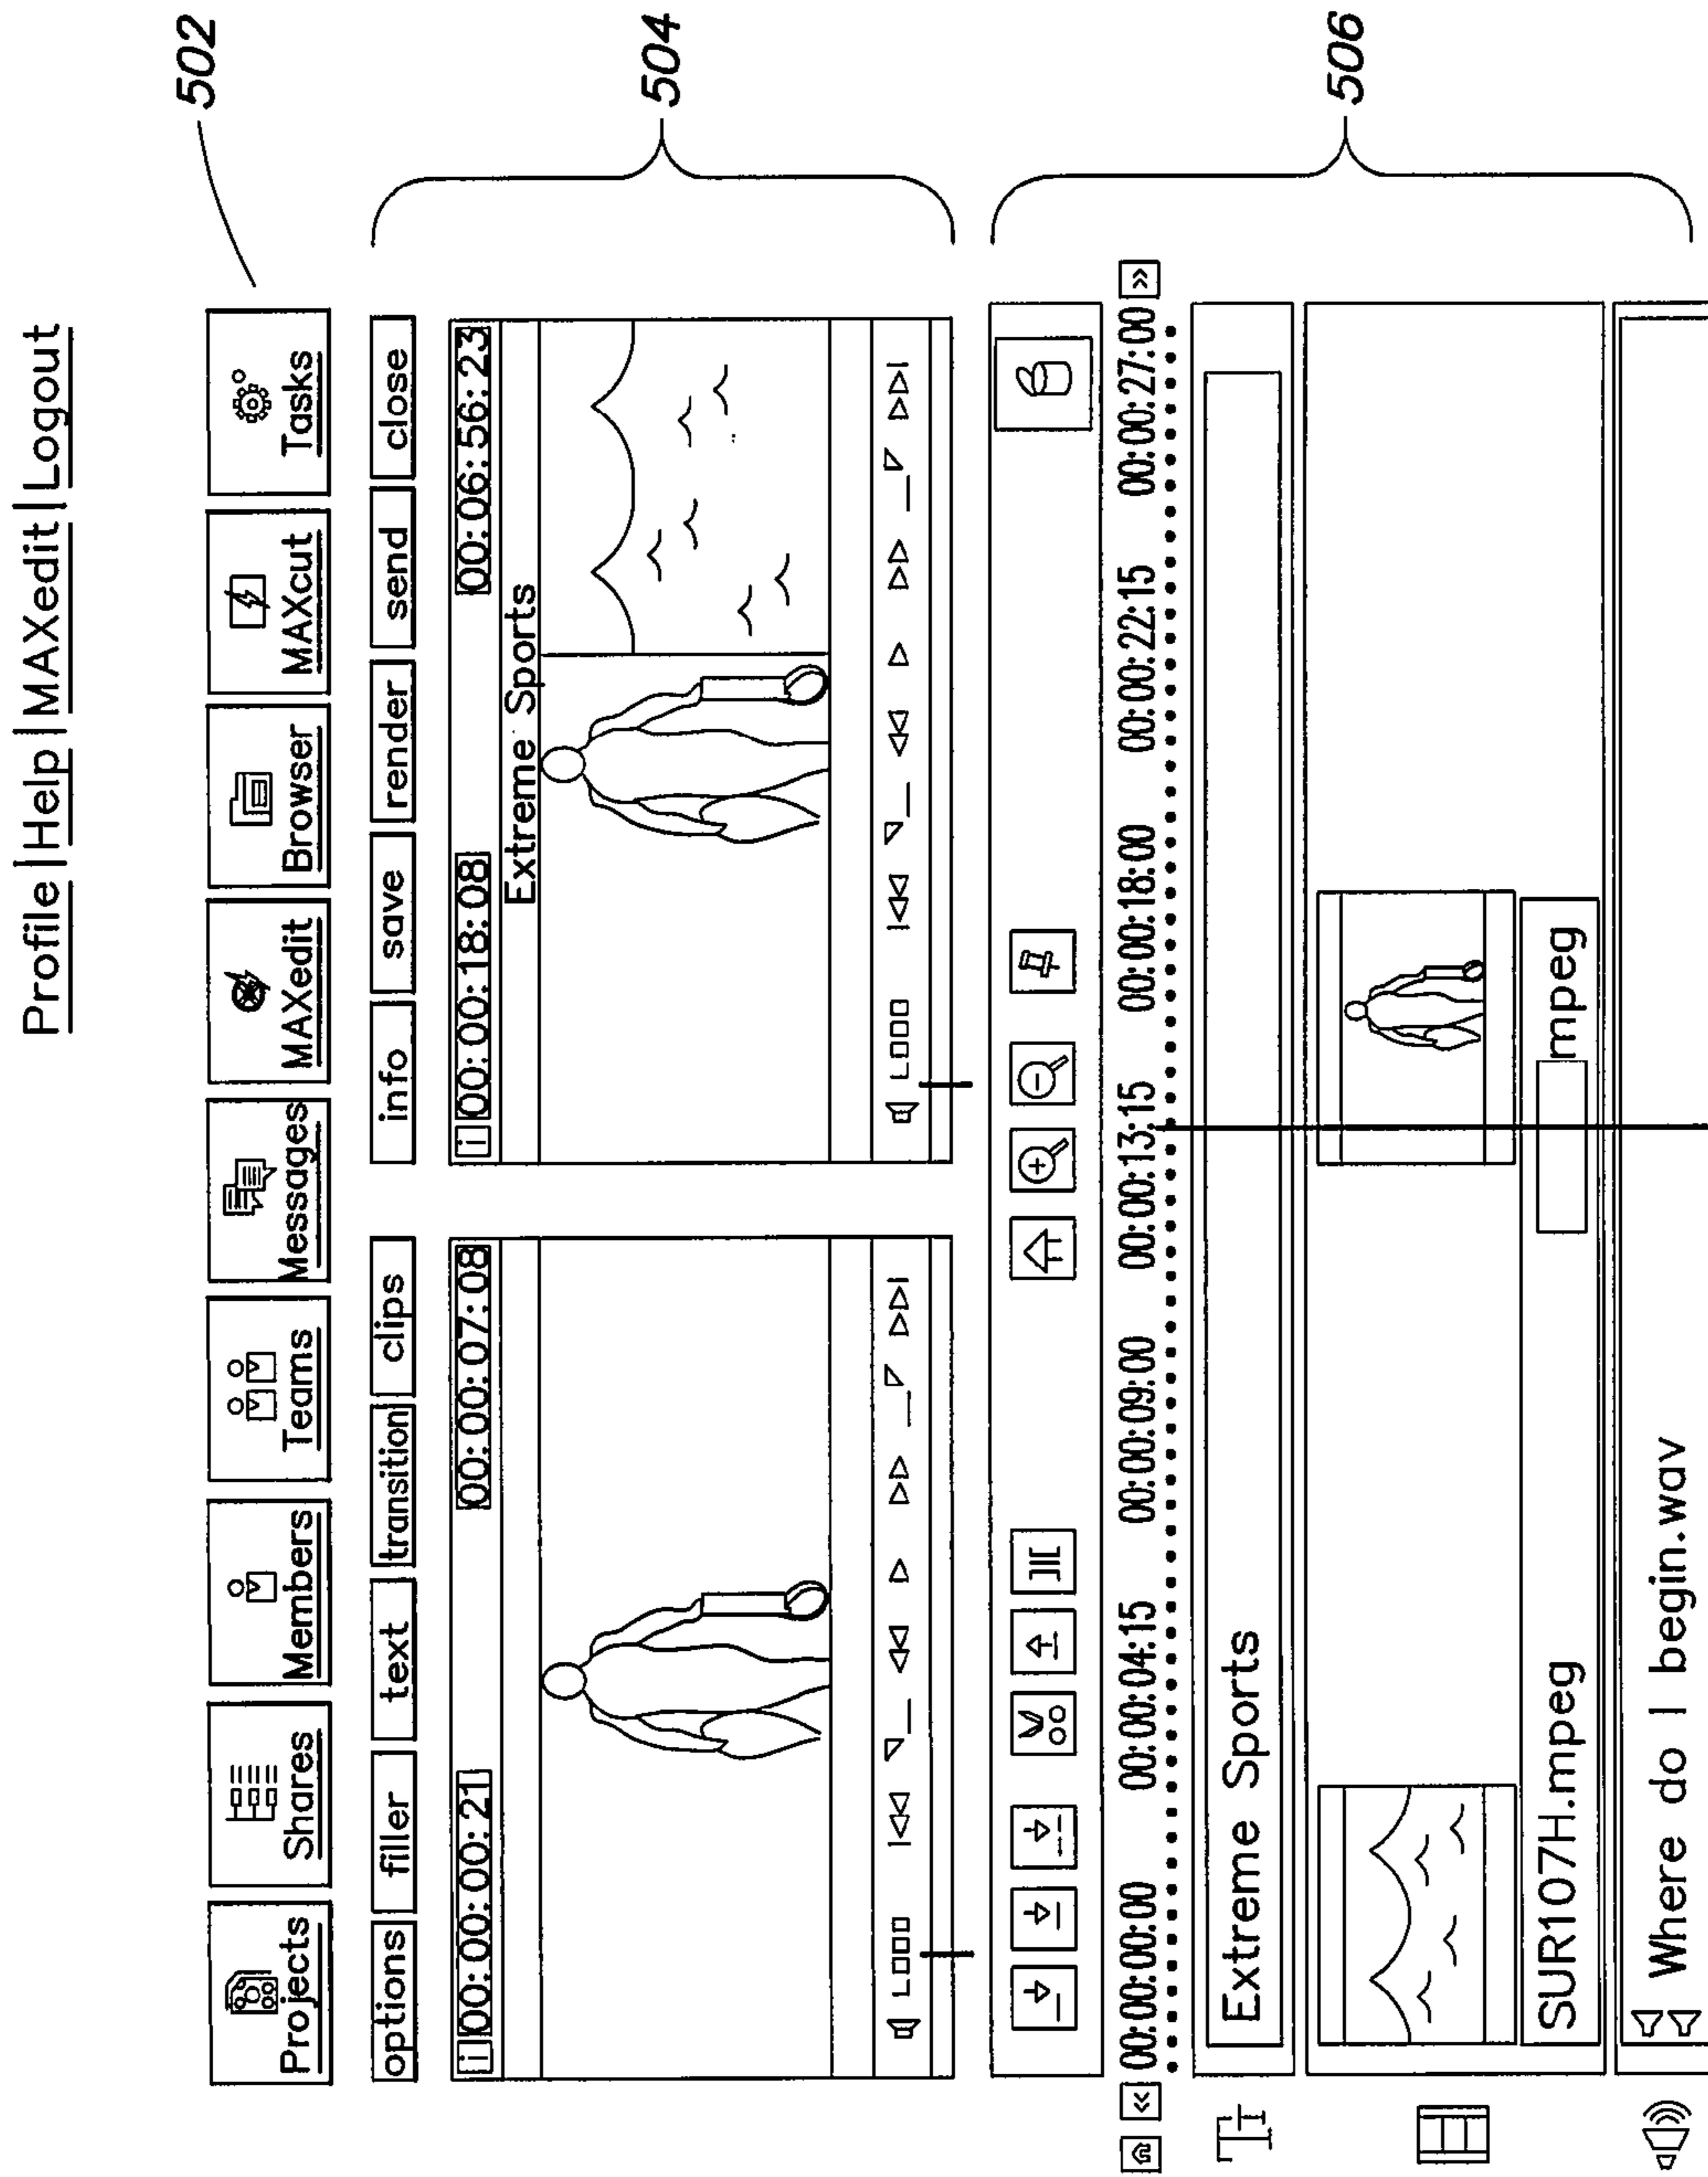 Profile | Help | MAXedit | Logout
Projects Shares Members Teams Messages MAXedit Browser MAXcut Tasks
502
options filler text transition clips info save render send close
i 00:00:00:21 00:00:07:08 i 00:00:18:08 00:06:56:23
Extreme Sports
504
00:00:00:00 00:00:04:15 00:00:09:00 00:00:13:15 00:00:18:00 00:00:22:15 00:00:27:00
Extreme Sports
506
SUR107H.mpeg mpeg
Where do I begin.wav